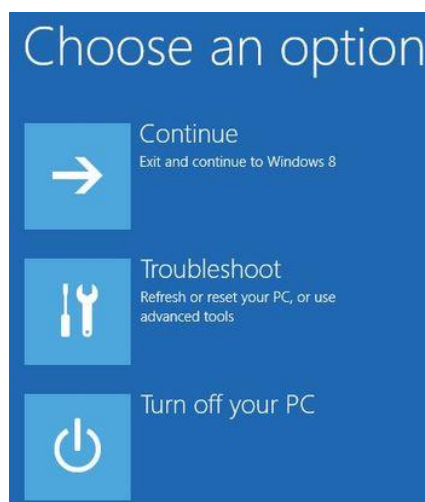 Choose an option
Continue
Exit and continue to Windows 8
Troubleshoot
Refresh or reset your PC, or use
advanced tools
Turn off your PC